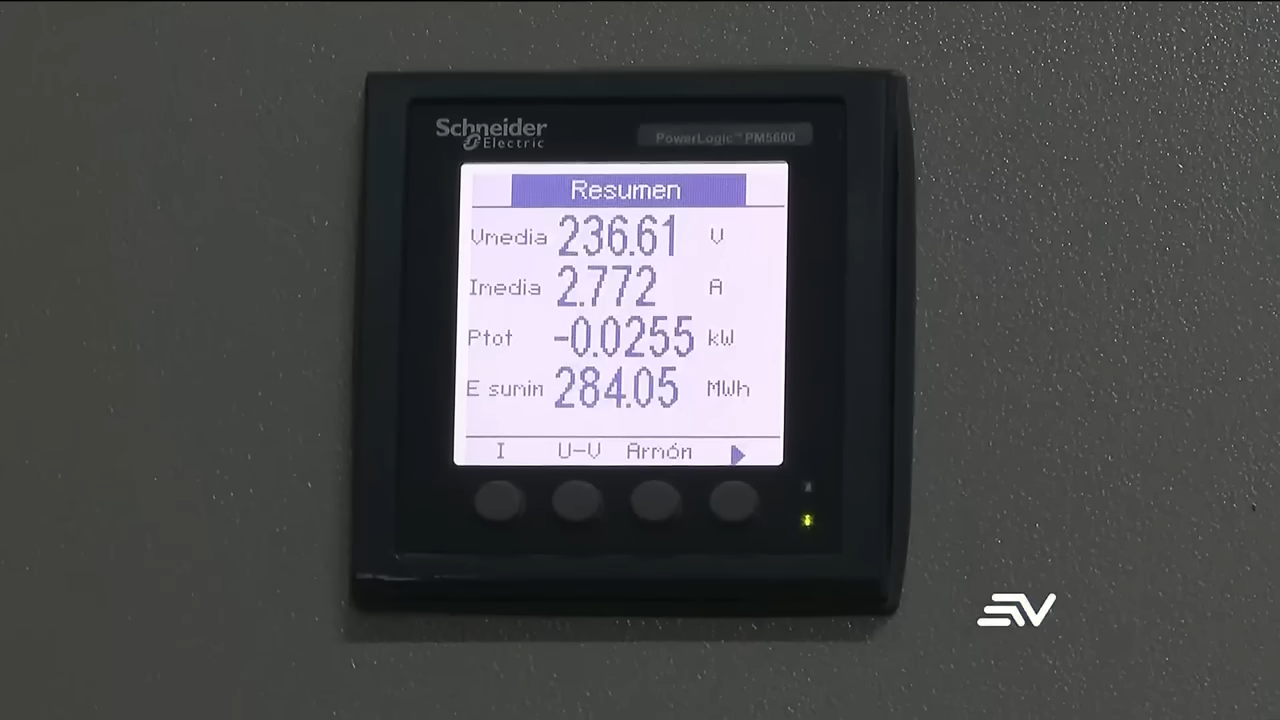 Schneider
Electric
PowerLogic™ PM5600
Resumen
Vmedia 236.61 V
Imedia 2.772 A
Ptot -0.0255 kW
E sumin 284.05 MWh
I U-V Armón